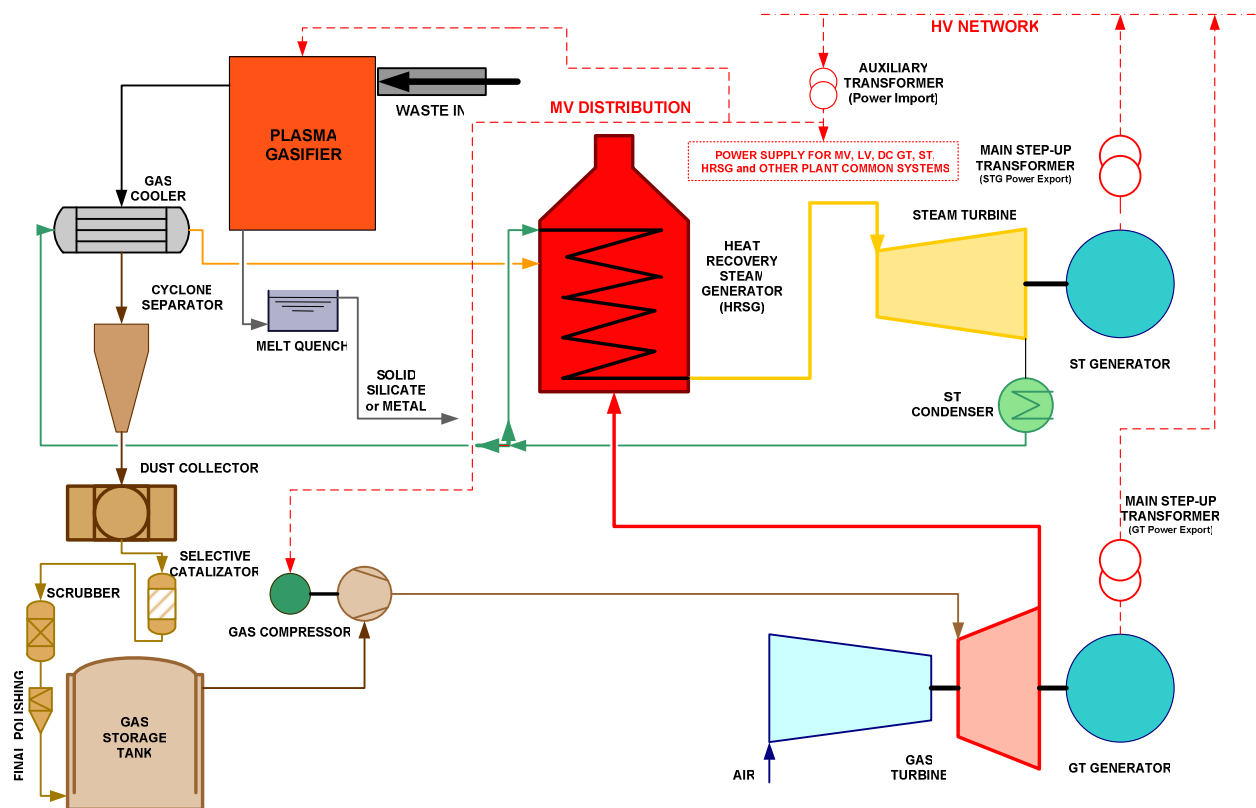 HV NETWORK
AUXILIARY
TRANSFORMER
(Power Import)
WASTE IN
MV DISTRIBUTION
PLASMA
GASIFIER
POWER SUPPLY FOR MV, LV, DC GT, ST,
HRSG and OTHER PLANT COMMON SYSTEMS
MAIN STEP-UP
TRANSFORMER
(STG Power Export)
GAS
COOLER
STEAM TURBINE
HEAT
RECOVERY
STEAM
GENERATOR
(HRSG)
CYCLONE
SEPARATOR
MELT QUENCH
ST GENERATOR
SOLID
SILICATE
or METAL
ST
CONDENSER
DUST COLLECTOR
MAIN STEP-UP
TRANSFORMER
(GT Power Export)
SELECTIVE
CATALIZATOR
SCRUBBER
GAS COMPRESSOR
FINAL POLISHING
GAS
STORAGE
TANK
AIR
GAS
TURBINE
GT GENERATOR